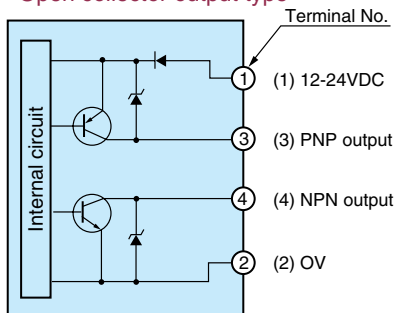 Open collector output type
Terminal No.
Internal circuit
1 (1) 12-24VDC
3 (3) PNP output
4 (4) NPN output
2 (2) OV